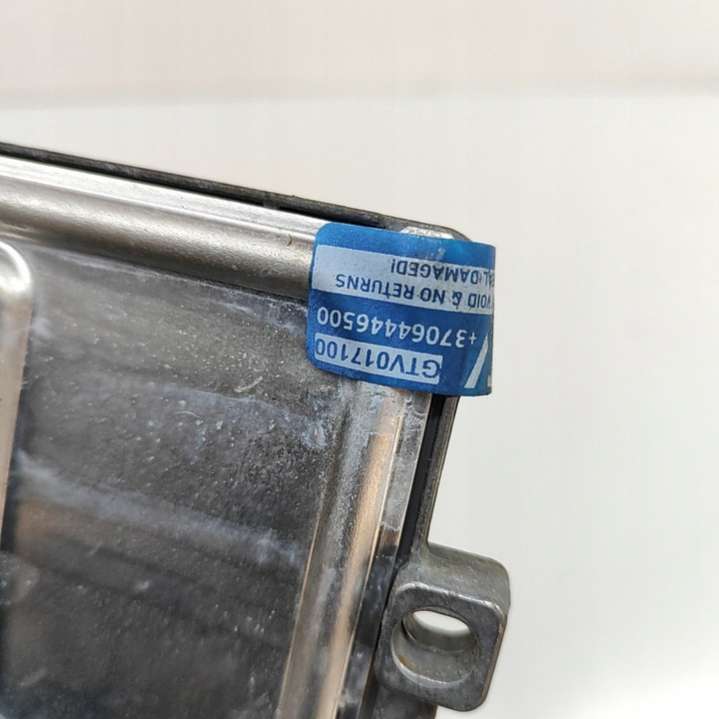 GTV017100
+37064446500
VOID & NO RETURNS
DAMAGED!